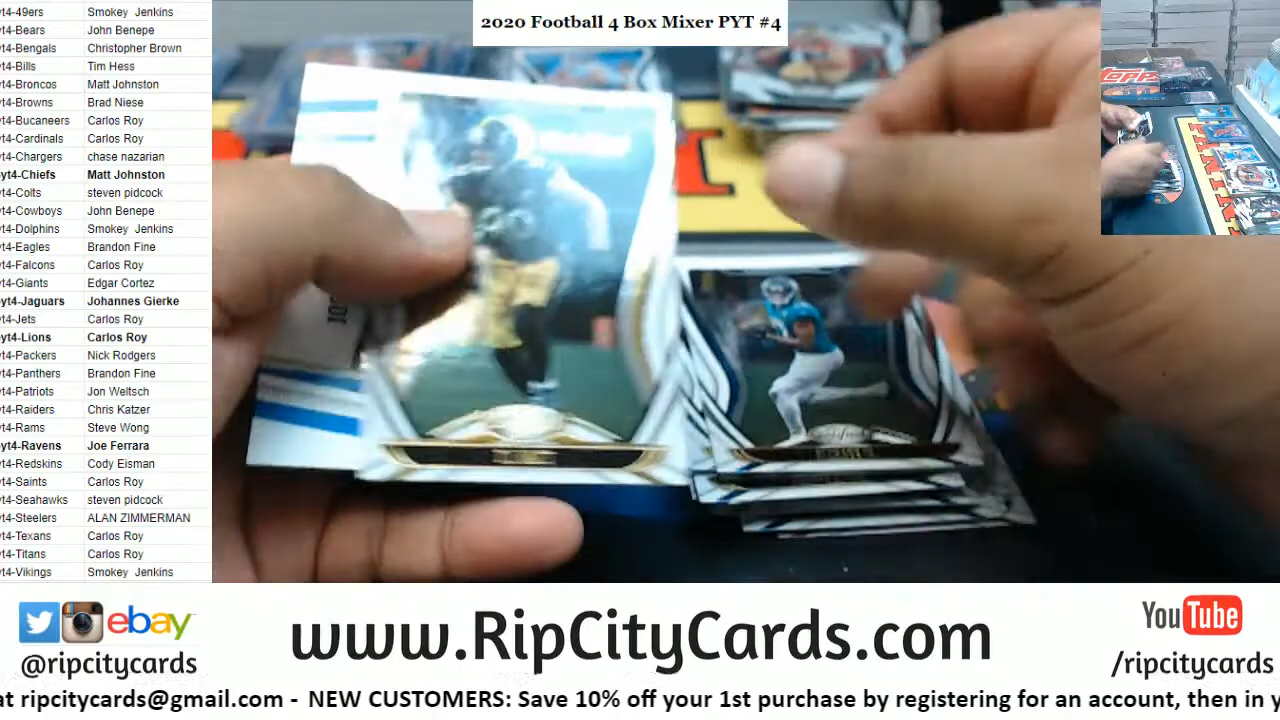 2020 Football 4 Box Mixer PYT #4
yt4-49ers Smokey Jenkins
yt4-Bears John Benepe
yt4-Bengals Christopher Brown
yt4-Bills Tim Hess
yt4-Broncos Matt Johnston
yt4-Browns Brad Niese
yt4-Bucaneers Carlos Roy
yt4-Cardinals Carlos Roy
yt4-Chargers chase nazarian
yt4-Chiefs Matt Johnston
yt4-Colts steven pidcock
yt4-Cowboys John Benepe
yt4-Dolphins Smokey Jenkins
yt4-Eagles Brandon Fine
yt4-Falcons Carlos Roy
yt4-Giants Edgar Cortez
yt4-Jaguars Johannes Gierke
yt4-Jets Carlos Roy
yt4-Lions Carlos Roy
yt4-Packers Nick Rodgers
yt4-Panthers Brandon Fine
yt4-Patriots Jon Weltsch
yt4-Raiders Chris Katzer
yt4-Rams Steve Wong
yt4-Ravens Joe Ferrara
yt4-Redskins Cody Eisman
yt4-Saints Carlos Roy
yt4-Seahawks steven pidcock
yt4-Steelers ALAN ZIMMERMAN
yt4-Texans Carlos Roy
yt4-Titans Carlos Roy
yt4-Vikings Smokey Jenkins
ebay
@ripcitycards
www.RipCityCards.com
YouTube
/ripcitycards
at ripcitycards@gmail.com - NEW CUSTOMERS: Save 10% off your 1st purchase by registering for an account, then in y